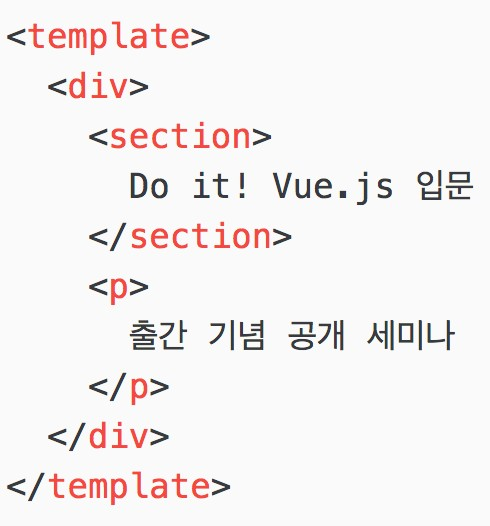 <template>
  <div>
    <section>
      Do it! Vue.js 입문
    </section>
    <p>
      출간 기념 공개 세미나
    </p>
  </div>
</template>